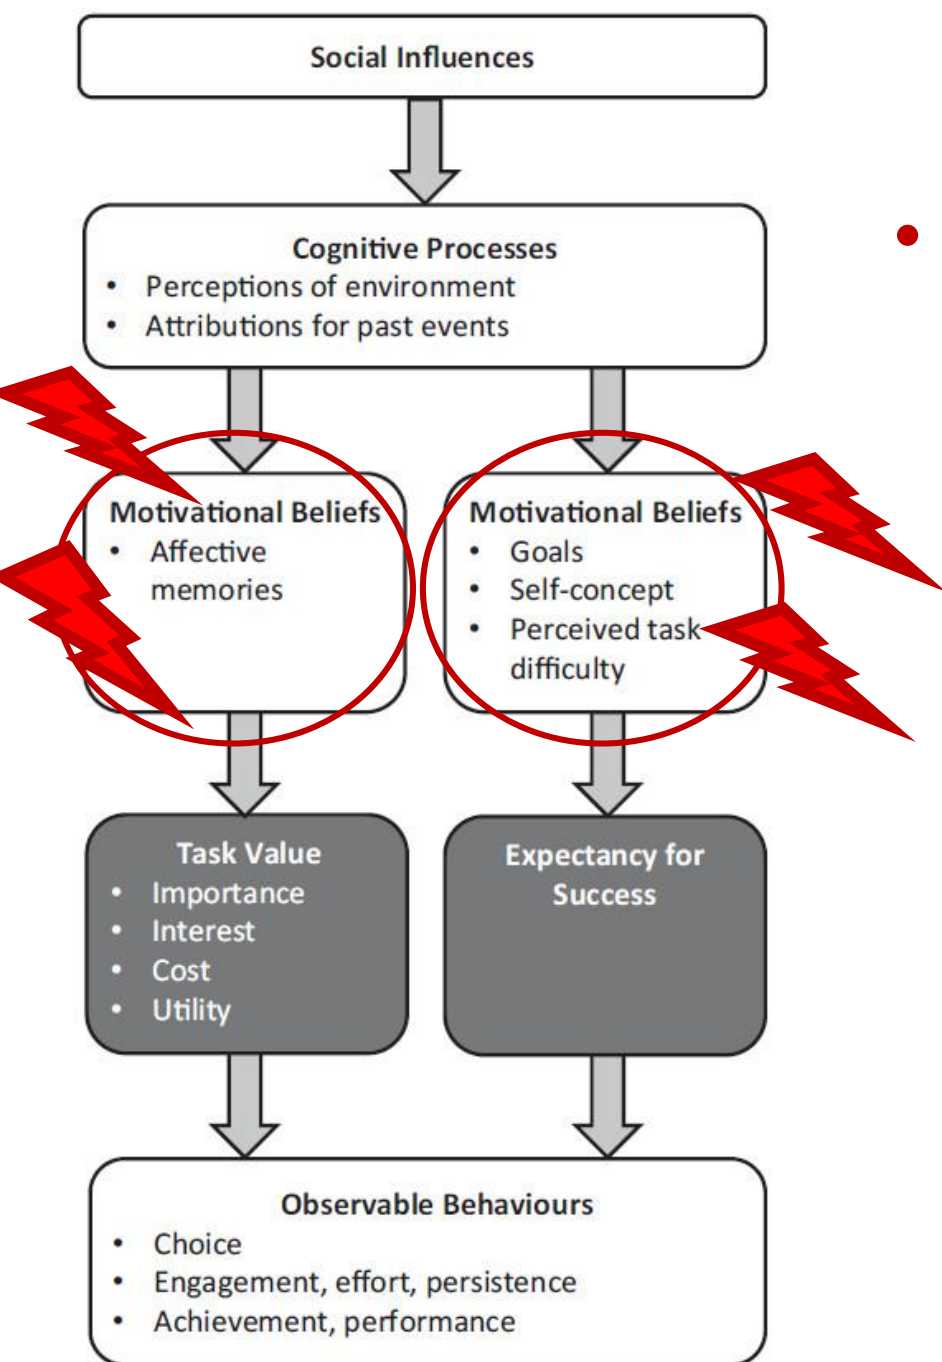 Social Influences
Cognitive Processes
• Perceptions of environment
• Attributions for past events
Motivational Beliefs
• Affective
memories
Motivational Beliefs
• Goals
• Self-concept
• Perceived task
difficulty
Task Value
• Importance
• Interest
• Cost
• Utility
Expectancy for
Success
Observable Behaviours
• Choice
• Engagement, effort, persistence
• Achievement, performance